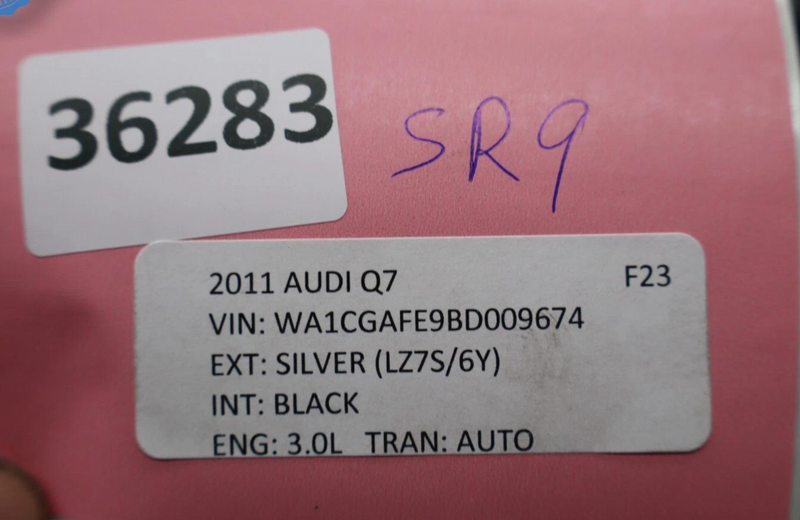 36283
SR9
2011 AUDI Q7 F23
VIN: WA1CGAFE9BD009674
EXT: SILVER (LZ7S/6Y)
INT: BLACK
ENG: 3.0L TRAN: AUTO